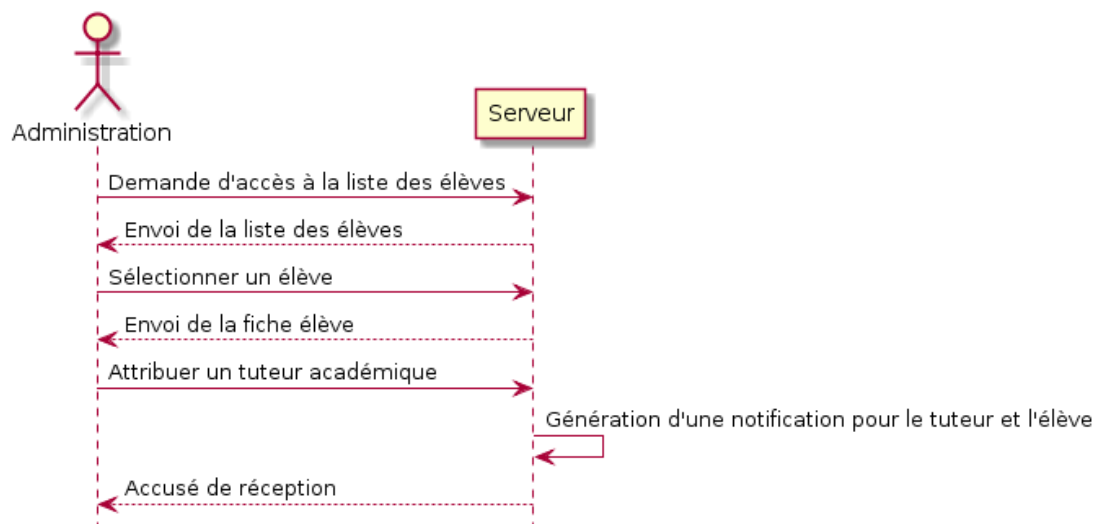 Administration
Serveur
Demande d'accès à la liste des élèves
Envoi de la liste des élèves
Sélectionner un élève
Envoi de la fiche élève
Attribuer un tuteur académique
Génération d'une notification pour le tuteur et l'élève
Accusé de réception